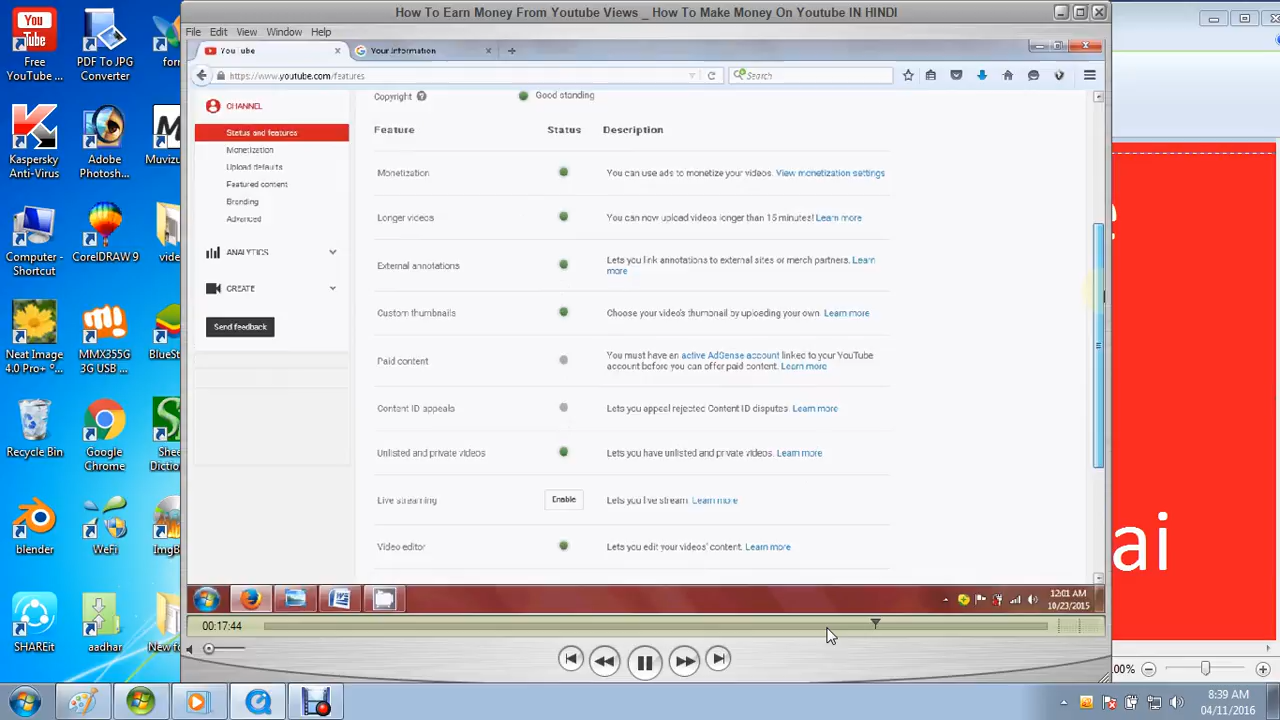 How To Earn Money From Youtube Views _ How To Make Money On Youtube IN HINDI
File Edit View Window Help
You Tube
Your Information
https://www.youtube.com/features
Search
Copyright
Good standing
CHANNEL
Status and features
Monetization
Upload defaults
Featured content
Branding
Advanced
ANALYTICS
CREATE
Send feedback
Feature Status Description
Monetization You can use ads to monetize your videos. View monetization settings
Longer videos You can now upload videos longer than 15 minutes! Learn more
External annotations Lets you link annotations to external sites or merch partners. Learn
more
Custom thumbnails Choose your video's thumbnail by uploading your own. Learn more
Paid content You must have an active AdSense account linked to your YouTube
account before you can offer paid content. Learn more
Content ID appeals Lets you appeal rejected Content ID disputes. Learn more
Unlisted and private videos Lets you have unlisted and private videos. Learn more
Live streaming Enable Lets you live stream. Learn more
Video editor Lets you edit your videos' content. Learn more
12:01 AM
10/23/2015
00:17:44
You
Tube
Free
YouTube ...
PDF To JPG
Converter
Kaspersky
Anti-Virus
Adobe
Photosh...
Muvizu
Computer -
Shortcut
CorelDRAW 9
Neat Image
4.0 Pro+ ...
MMX355G
3G USB ...
Recycle Bin
Google
Chrome
blender
WeFi
SHAREit
aadhar
ai
00%
8:39 AM
04/11/2016